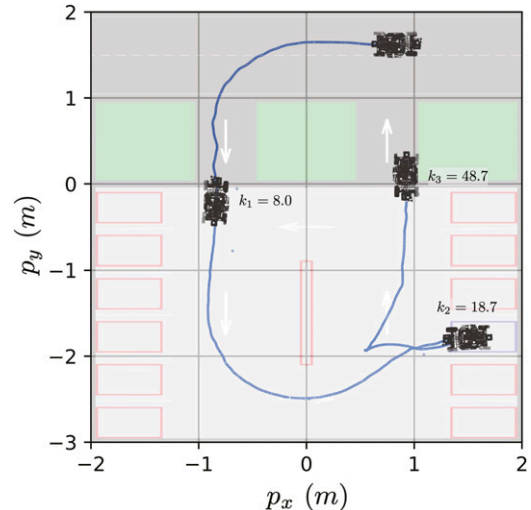 2
1
0
−1
−2
−3
p_y (m)
k_1 = 8.0
k_3 = 48.7
k_2 = 18.7
−2 −1 0 1 2
p_x (m)